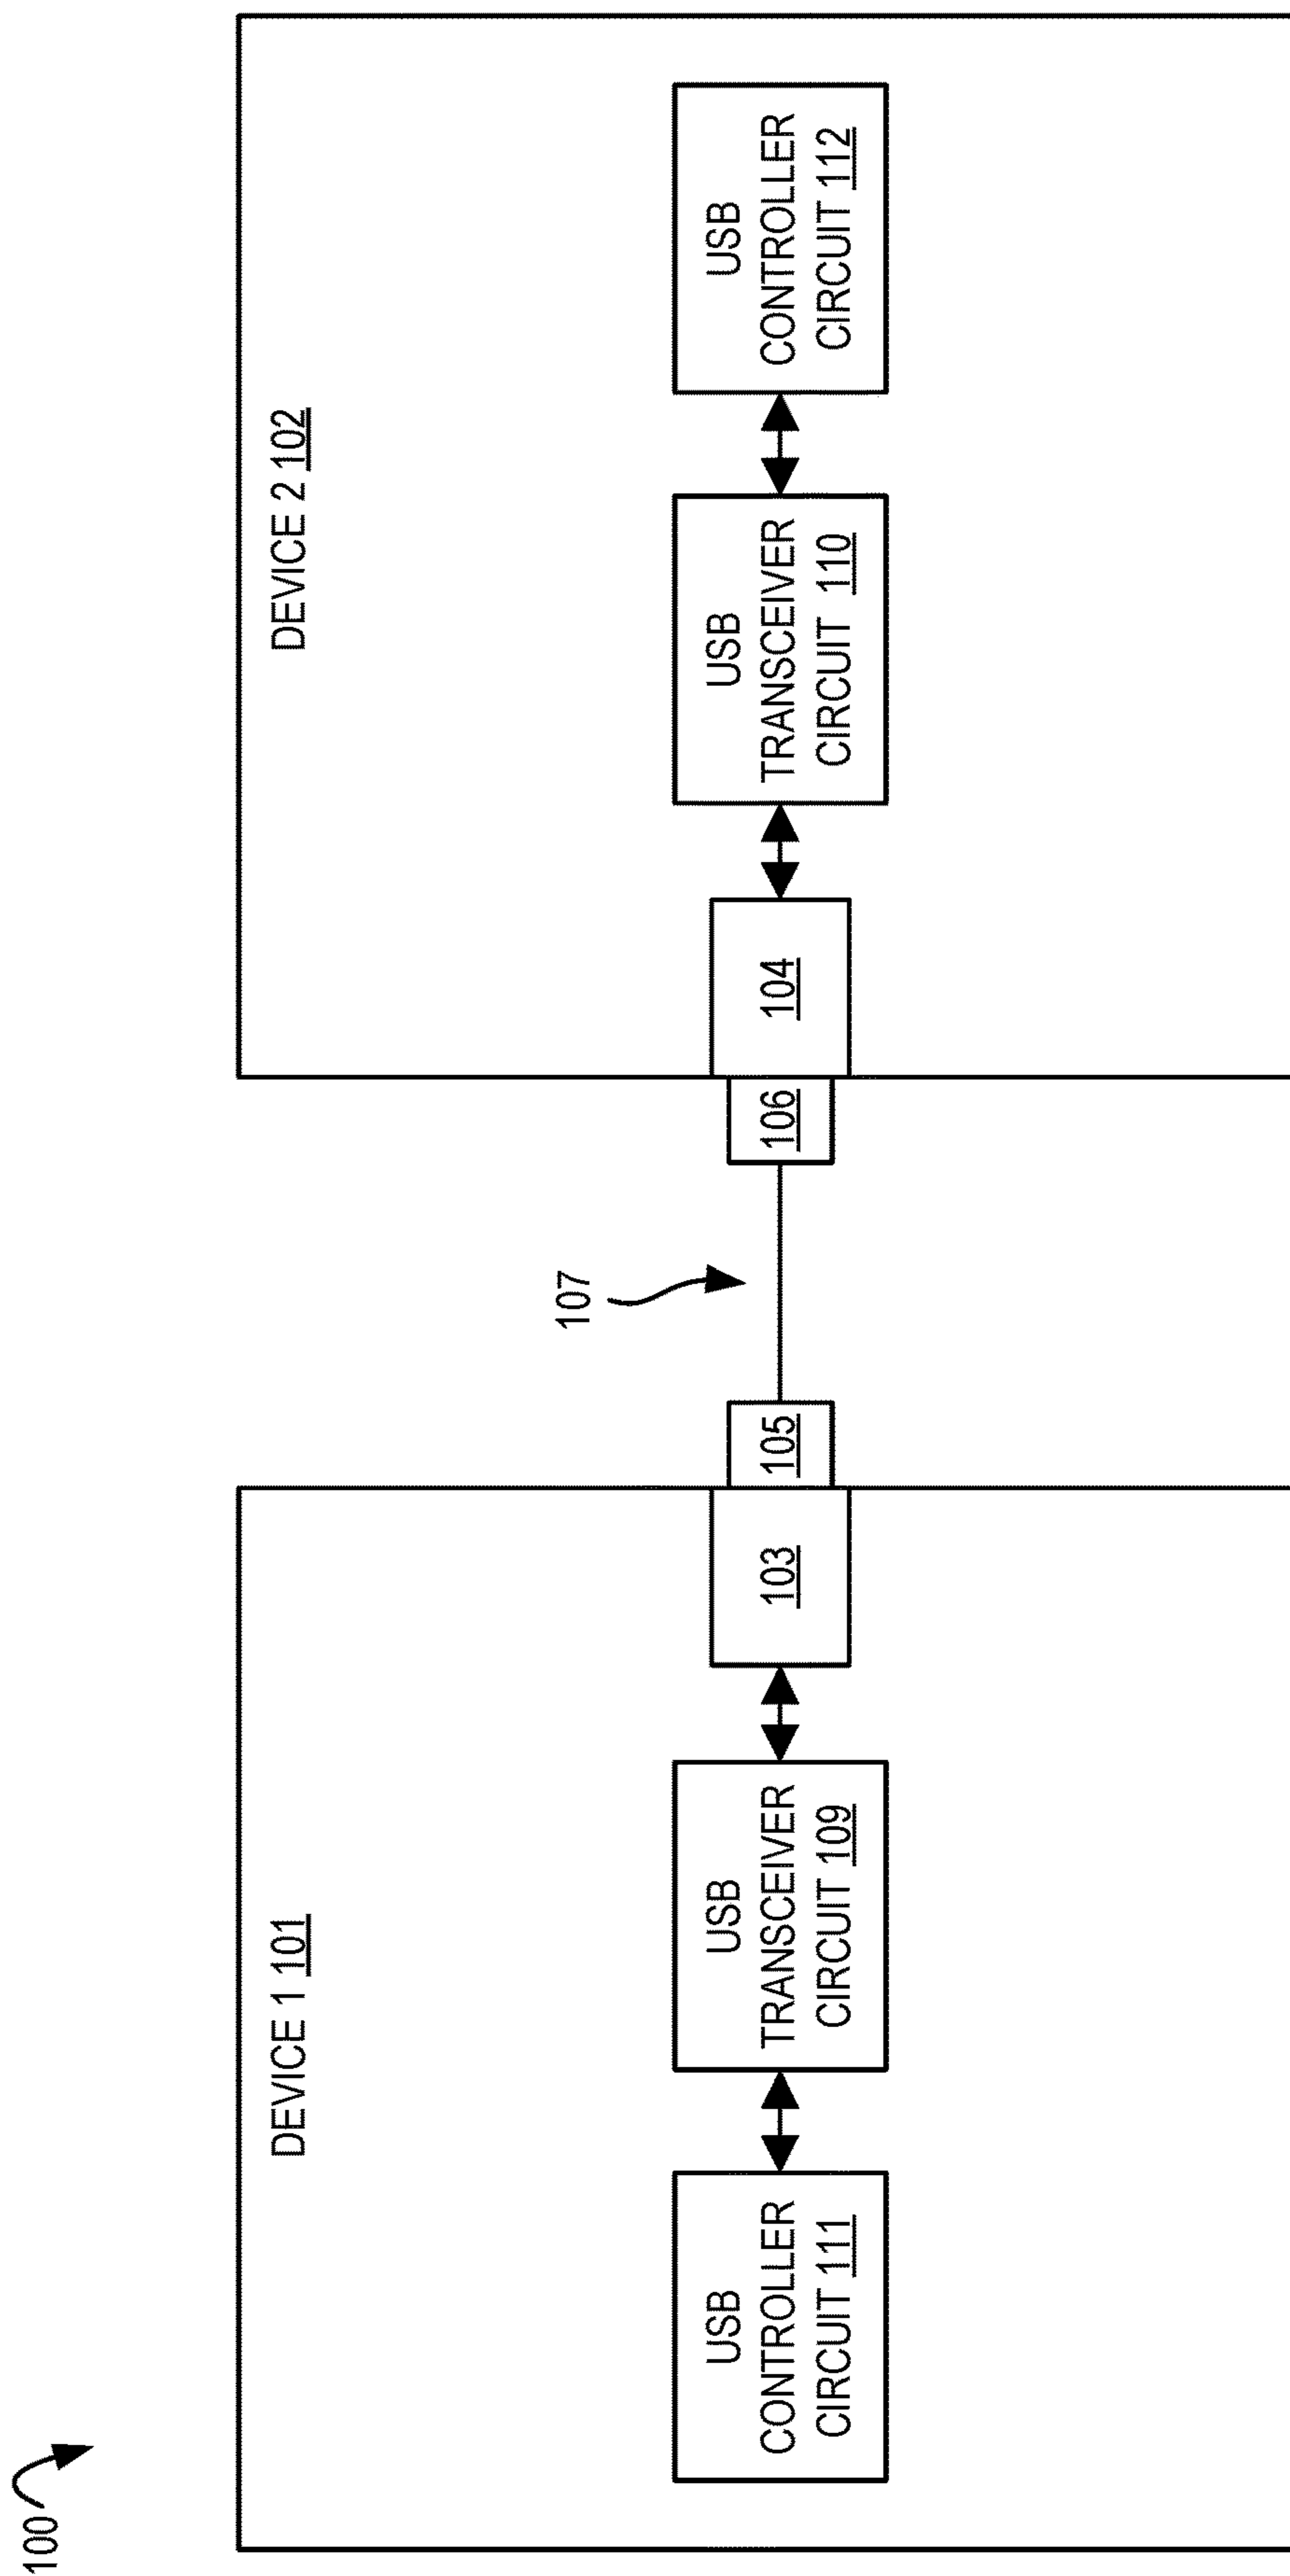 100
DEVICE 1 101
USB
CONTROLLER
CIRCUIT 111
USB
TRANSCEIVER
CIRCUIT 109
103
105
107
106
DEVICE 2 102
104
USB
TRANSCEIVER
CIRCUIT 110
USB
CONTROLLER
CIRCUIT 112